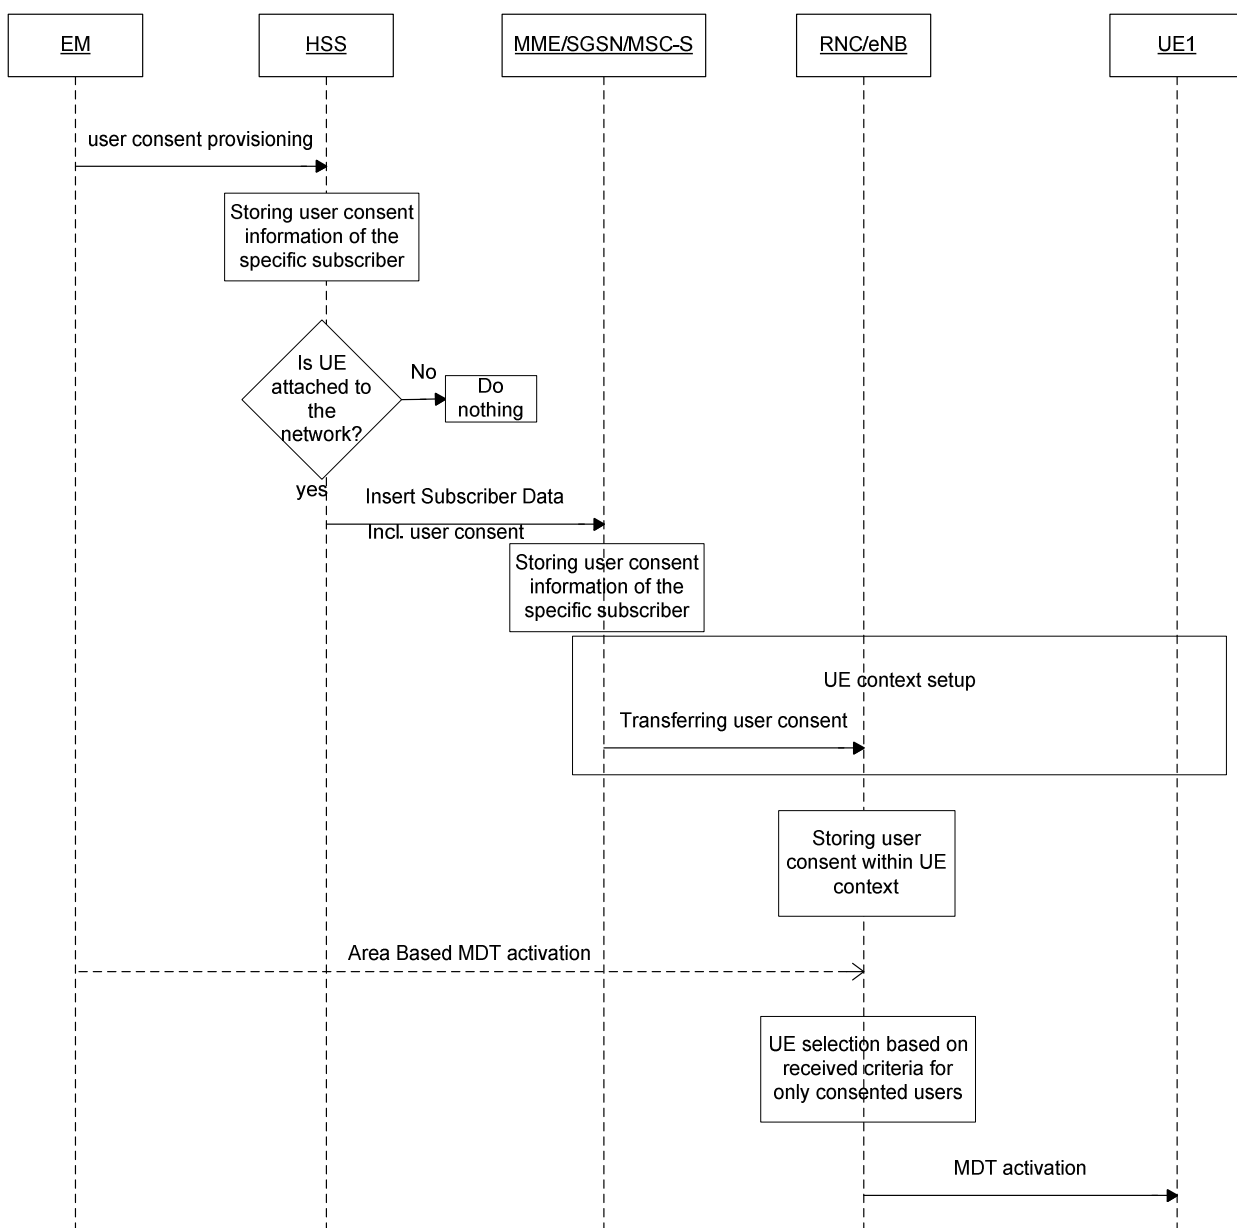 EM
HSS
MME/SGSN/MSC-S
RNC/eNB
UE1
user consent provisioning
Storing user consent
information of the
specific subscriber
Is UE
attached to
the
network?
No
Do
nothing
yes
Insert Subscriber Data
Incl. user consent
Storing user consent
information of the
specific subscriber
UE context setup
Transferring user consent
Storing user
consent within UE
context
Area Based MDT activation
UE selection based on
received criteria for
only consented users
MDT activation